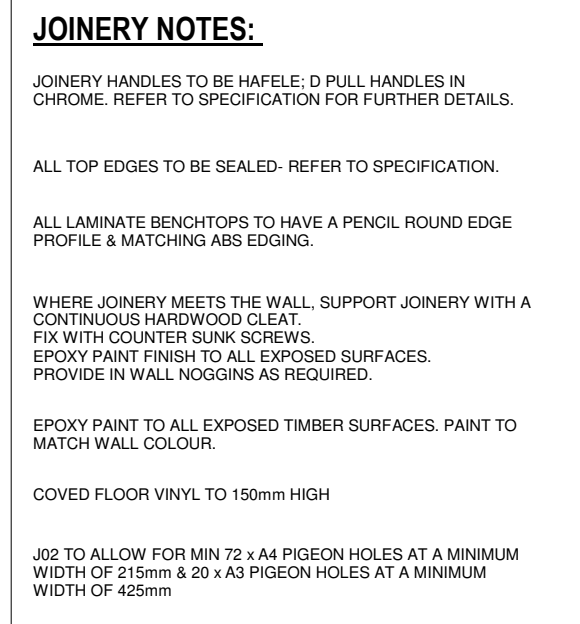 JOINERY NOTES:
JOINERY HANDLES TO BE HAFELE; D PULL HANDLES IN
CHROME. REFER TO SPECIFICATION FOR FURTHER DETAILS.
ALL TOP EDGES TO BE SEALED- REFER TO SPECIFICATION.
ALL LAMINATE BENCHTOPS TO HAVE A PENCIL ROUND EDGE
PROFILE & MATCHING ABS EDGING.
WHERE JOINERY MEETS THE WALL, SUPPORT JOINERY WITH A
CONTINUOUS HARDWOOD CLEAT.
FIX WITH COUNTER SUNK SCREWS.
EPOXY PAINT FINISH TO ALL EXPOSED SURFACES.
PROVIDE IN WALL NOGGINS AS REQUIRED.
EPOXY PAINT TO ALL EXPOSED TIMBER SURFACES. PAINT TO
MATCH WALL COLOUR.
COVED FLOOR VINYL TO 150mm HIGH
J02 TO ALLOW FOR MIN 72 x A4 PIGEON HOLES AT A MINIMUM
WIDTH OF 215mm & 20 x A3 PIGEON HOLES AT A MINIMUM
WIDTH OF 425mm